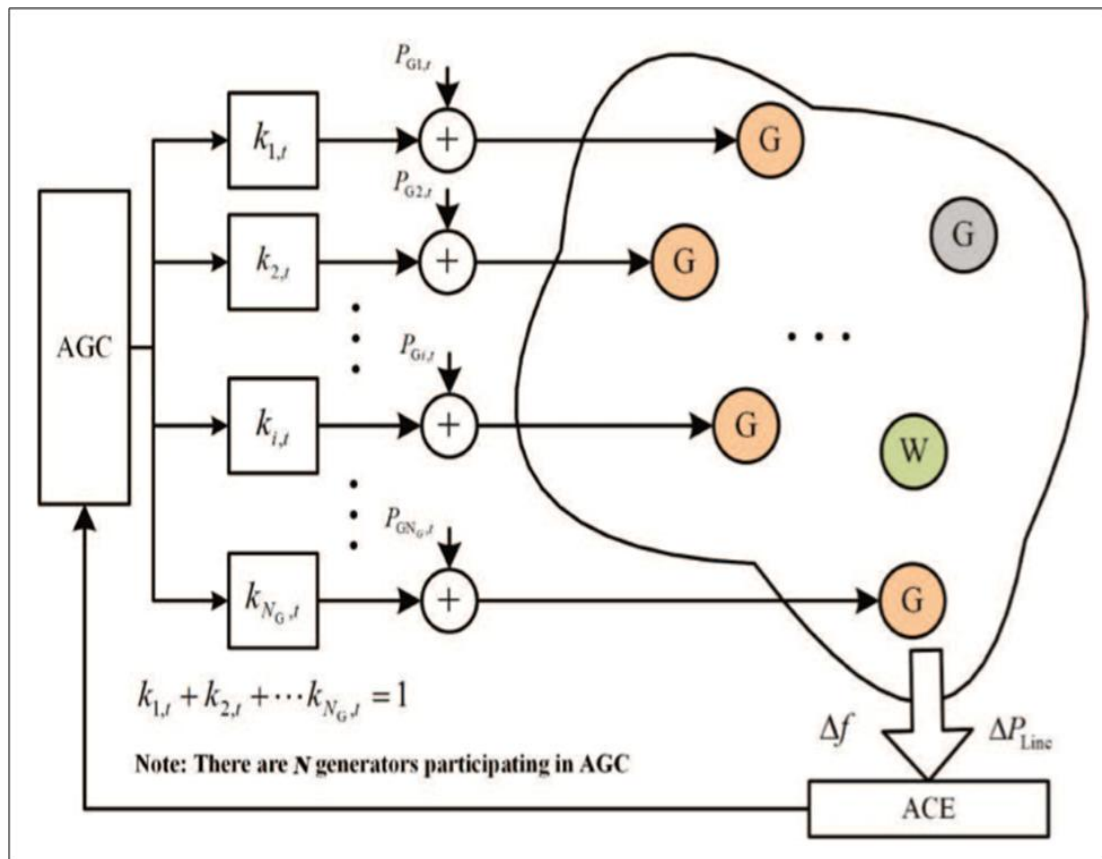 P_{G1,t}
k_{1,t}
+
G
P_{G2,t}
k_{2,t}
+
G
G
AGC
P_{Gi,t}
k_{i,t}
+
G
W
P_{GN_G,t}
k_{N_G,t}
+
G
k_{1,t} + k_{2,t} + ⋯ k_{N_G,t} = 1
Δf
ΔP_{Line}
Note: There are N generators participating in AGC
ACE